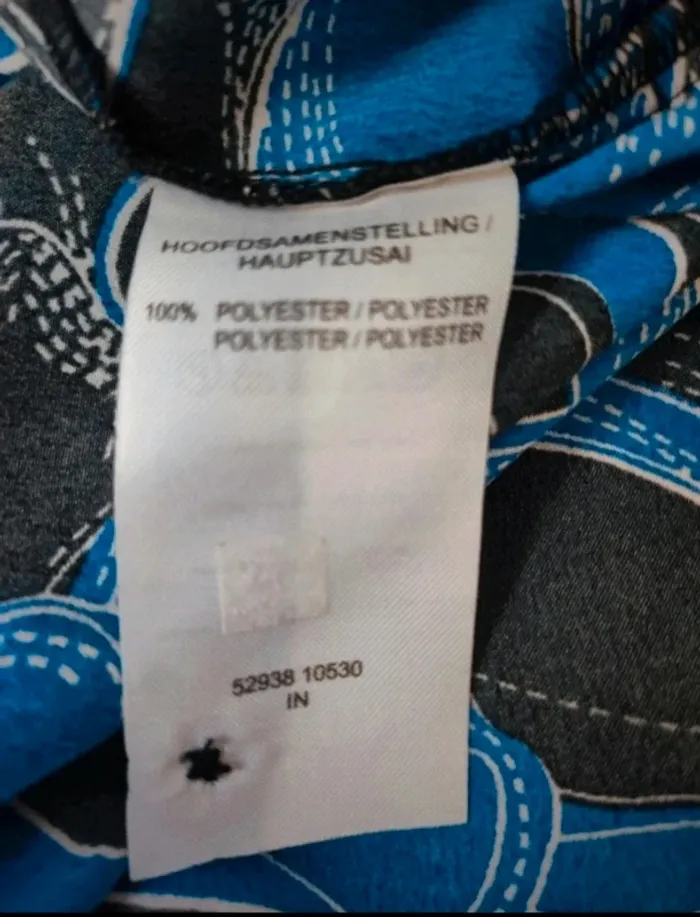 HOOFDSAMENSTELLING /
HAUPTZUSAI
100% POLYESTER / POLYESTER
POLYESTER / POLYESTER
52938 10530
IN